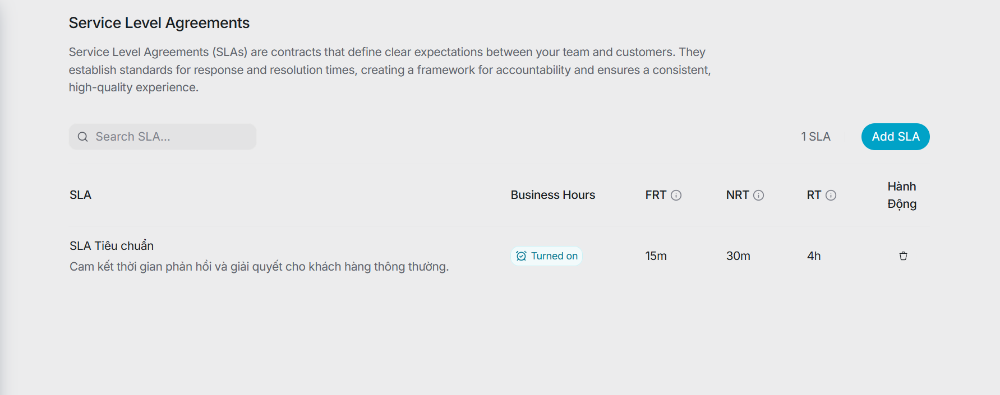 Service Level Agreements
Service Level Agreements (SLAs) are contracts that define clear expectations between your team and customers. They
establish standards for response and resolution times, creating a framework for accountability and ensures a consistent,
high-quality experience.
Search SLA...
1 SLA
Add SLA
SLA
Business Hours
FRT
NRT
RT
Hành
Động
SLA Tiêu chuẩn
Cam kết thời gian phản hồi và giải quyết cho khách hàng thông thường.
Turned on
15m
30m
4h